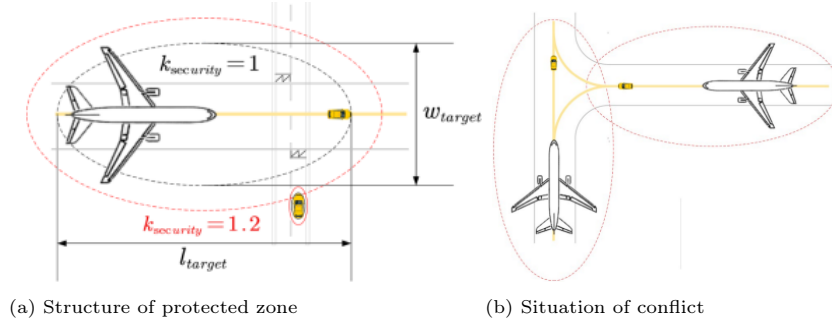 k_security = 1
w_target
k_security = 1.2
l_target
(a) Structure of protected zone
(b) Situation of conflict